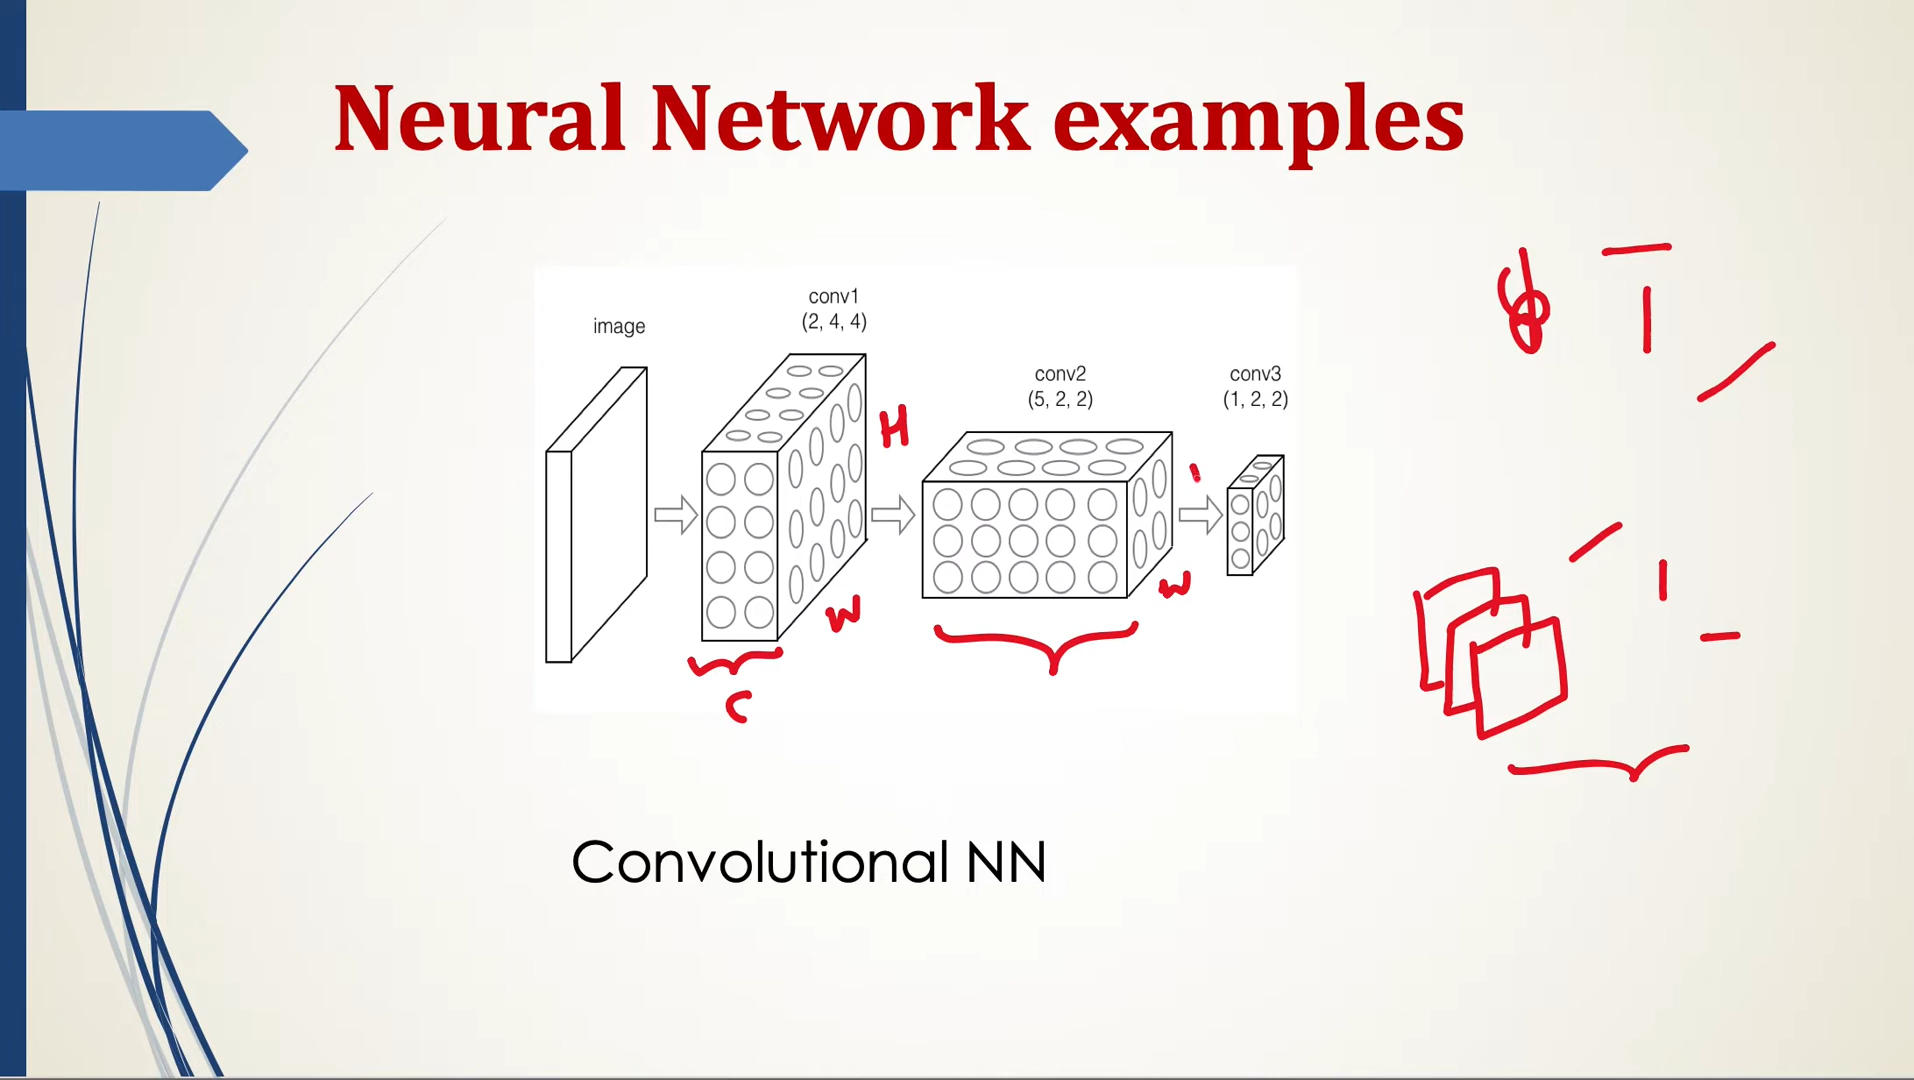 Neural Network examples
image
conv1
(2, 4, 4)
conv2
(5, 2, 2)
conv3
(1, 2, 2)
H
W
W
C
Convolutional NN